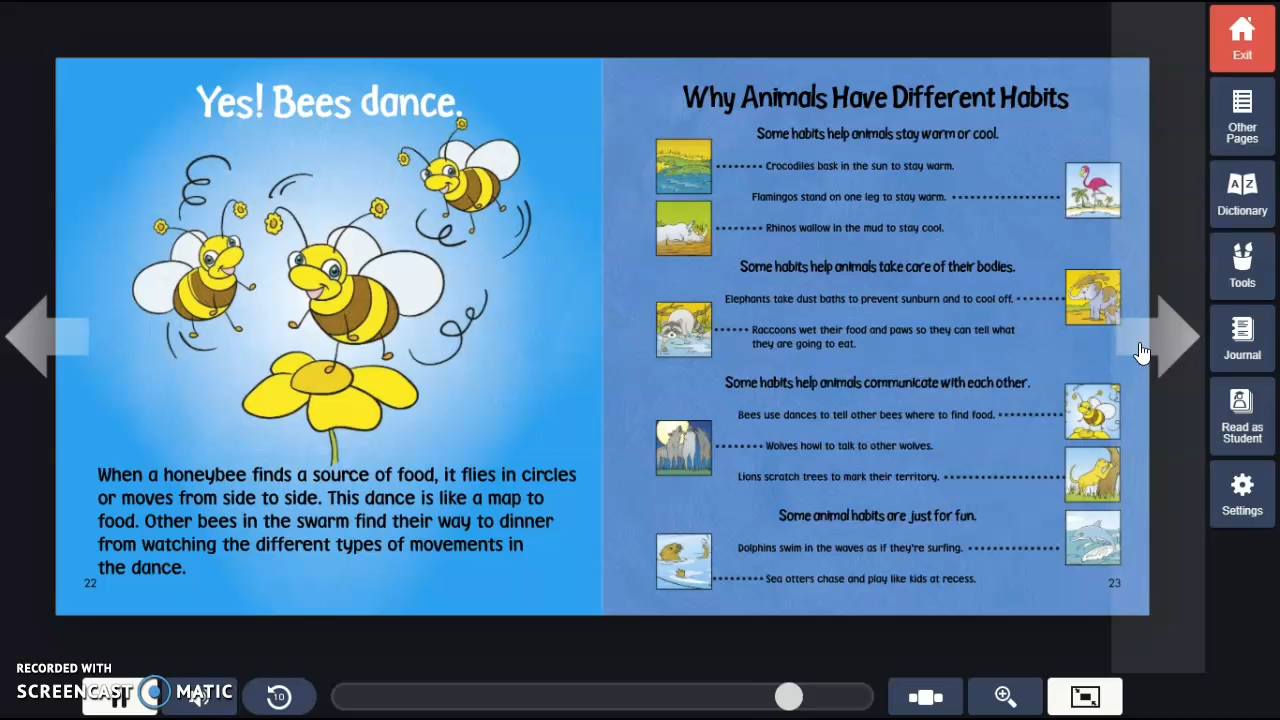 Yes! Bees dance.
When a honeybee finds a source of food, it flies in circles
or moves from side to side. This dance is like a map to
food. Other bees in the swarm find their way to dinner
from watching the different types of movements in
the dance.
22
Why Animals Have Different Habits
Some habits help animals stay warm or cool.
Crocodiles bask in the sun to stay warm.
Flamingos stand on one leg to stay warm.
Rhinos wallow in the mud to stay cool.
Some habits help animals take care of their bodies.
Elephants take dust baths to prevent sunburn and to cool off.
Raccoons wet their food and paws so they can tell what
they are going to eat.
Some habits help animals communicate with each other.
Bees use dances to tell other bees where to find food.
Wolves howl to talk to other wolves.
Lions scratch trees to mark their territory.
Some animal habits are just for fun.
Dolphins swim in the waves as if they're surfing.
Sea otters chase and play like kids at recess.
23
Exit
Other
Pages
A Z
Dictionary
Tools
Journal
Read as
Student
Settings
RECORDED WITH
SCREENCAST MATIC
10